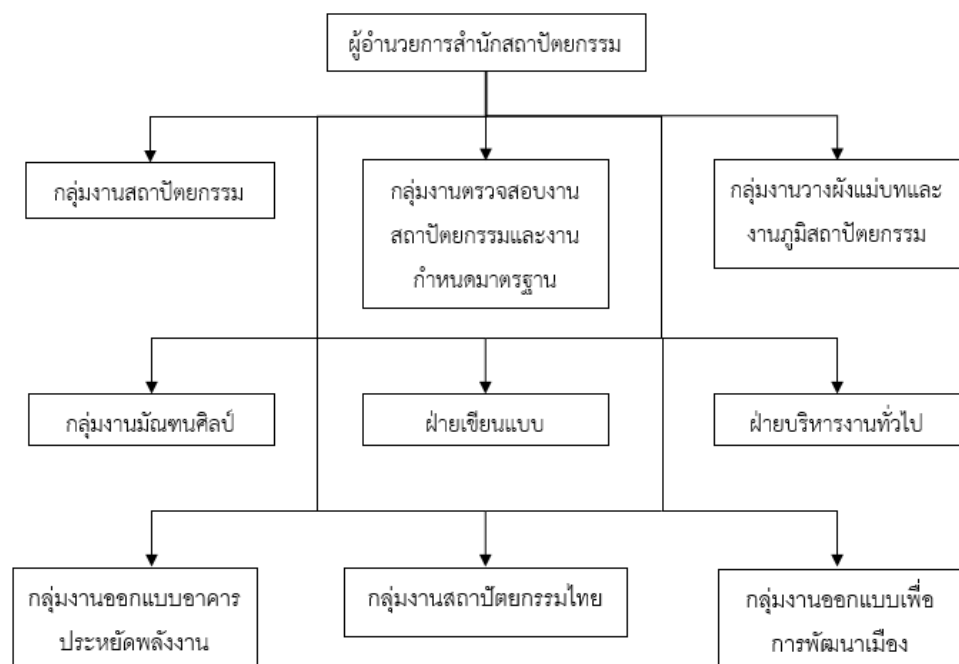 ผู้อำนวยการสำนักสถาปัตยกรรม
กลุ่มงานสถาปัตยกรรม
กลุ่มงานตรวจสอบงาน
สถาปัตยกรรมและงาน
กำหนดมาตรฐาน
กลุ่มงานวางผังแม่บทและ
งานภูมิสถาปัตยกรรม
กลุ่มงานมัณฑนศิลป์
ฝ่ายเขียนแบบ
ฝ่ายบริหารงานทั่วไป
กลุ่มงานออกแบบอาคาร
ประหยัดพลังงาน
กลุ่มงานสถาปัตยกรรมไทย
กลุ่มงานออกแบบเพื่อ
การพัฒนาเมือง